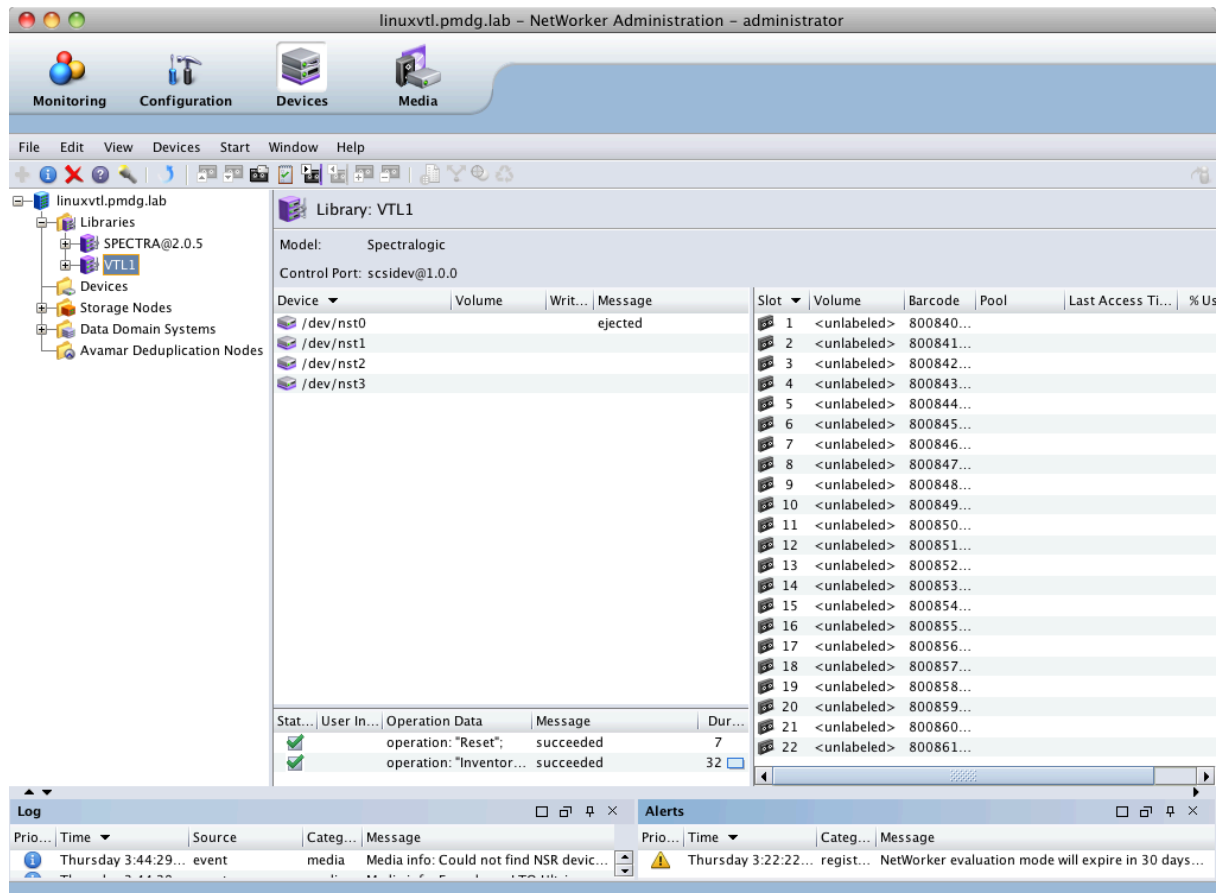 linuxvtl.pmdg.lab – NetWorker Administration – administrator
Monitoring Configuration Devices Media
File Edit View Devices Start Window Help
linuxvtl.pmdg.lab
Libraries
SPECTRA@2.0.5
VTL1
Devices
Storage Nodes
Data Domain Systems
Avamar Deduplication Nodes
Library: VTL1
Model: Spectralogic
Control Port: scsidev@1.0.0
Device Volume Writ... Message
/dev/nst0 ejected
/dev/nst1
/dev/nst2
/dev/nst3
Slot Volume Barcode Pool Last Access Ti... % Us
1 <unlabeled> 800840...
2 <unlabeled> 800841...
3 <unlabeled> 800842...
4 <unlabeled> 800843...
5 <unlabeled> 800844...
6 <unlabeled> 800845...
7 <unlabeled> 800846...
8 <unlabeled> 800847...
9 <unlabeled> 800848...
10 <unlabeled> 800849...
11 <unlabeled> 800850...
12 <unlabeled> 800851...
13 <unlabeled> 800852...
14 <unlabeled> 800853...
15 <unlabeled> 800854...
16 <unlabeled> 800855...
17 <unlabeled> 800856...
18 <unlabeled> 800857...
19 <unlabeled> 800858...
20 <unlabeled> 800859...
21 <unlabeled> 800860...
22 <unlabeled> 800861...
Stat... User In... Operation Data Message Dur...
operation: "Reset"; succeeded 7
operation: "Inventor... succeeded 32
Log
Prio... Time Source Categ... Message
Thursday 3:44:29... event media Media info: Could not find NSR devic...
Alerts
Prio... Time Categ... Message
Thursday 3:22:22... regist... NetWorker evaluation mode will expire in 30 days...